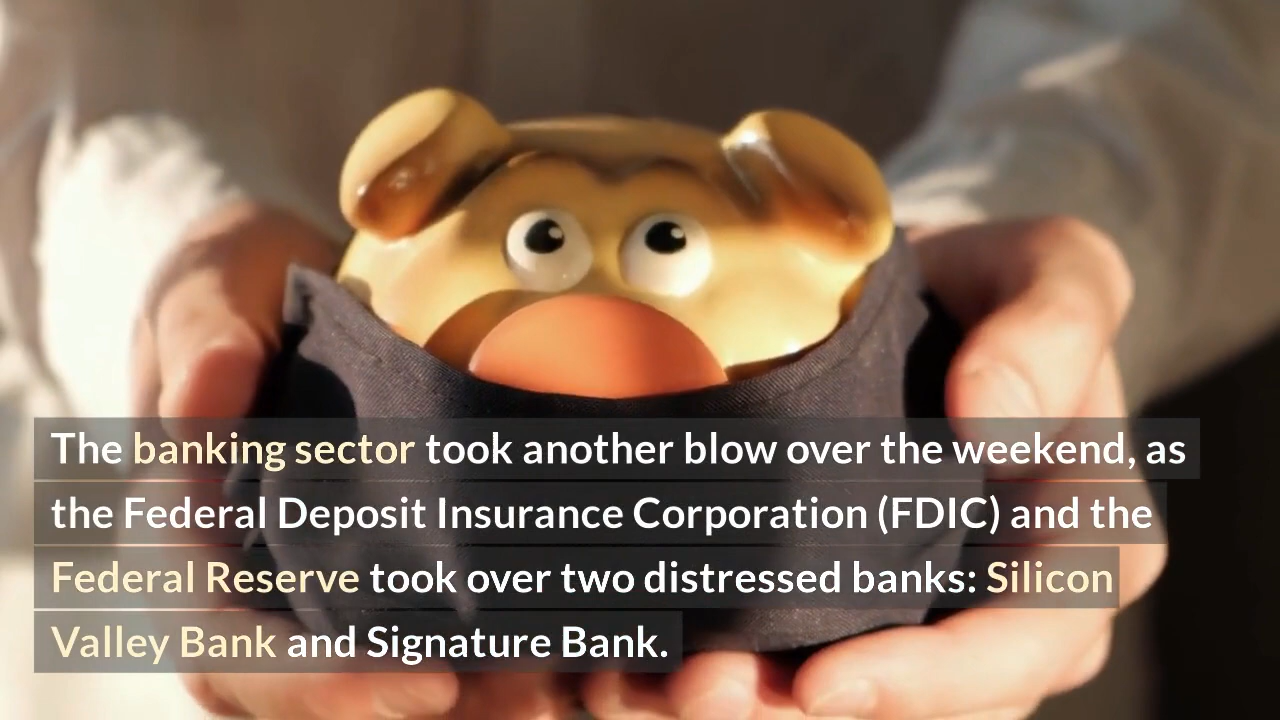 The banking sector took another blow over the weekend, as
the Federal Deposit Insurance Corporation (FDIC) and the
Federal Reserve took over two distressed banks: Silicon
Valley Bank and Signature Bank.